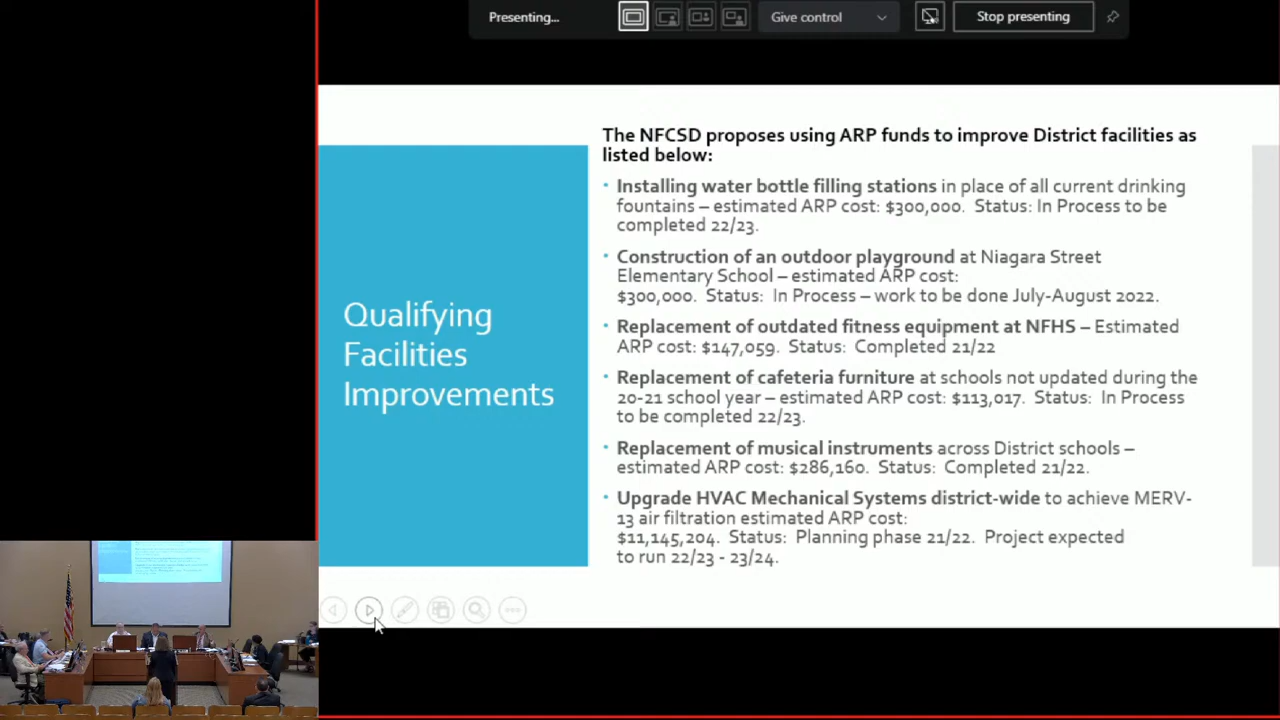 Presenting...
Give control
Stop presenting
The NFCSD proposes using ARP funds to improve District facilities as
listed below:
• Installing water bottle filling stations in place of all current drinking
fountains – estimated ARP cost: $300,000. Status: In Process to be
completed 22/23.
• Construction of an outdoor playground at Niagara Street
Elementary School – estimated ARP cost:
$300,000. Status: In Process – work to be done July-August 2022.
• Replacement of outdated fitness equipment at NFHS – Estimated
ARP cost: $147,059. Status: Completed 21/22
• Replacement of cafeteria furniture at schools not updated during the
20-21 school year – estimated ARP cost: $113,017. Status: In Process
to be completed 22/23.
• Replacement of musical instruments across District schools –
estimated ARP cost: $286,160. Status: Completed 21/22.
• Upgrade HVAC Mechanical Systems district-wide to achieve MERV-
13 air filtration estimated ARP cost:
$11,145,204. Status: Planning phase 21/22. Project expected
to run 22/23 - 23/24.
Qualifying
Facilities
Improvements